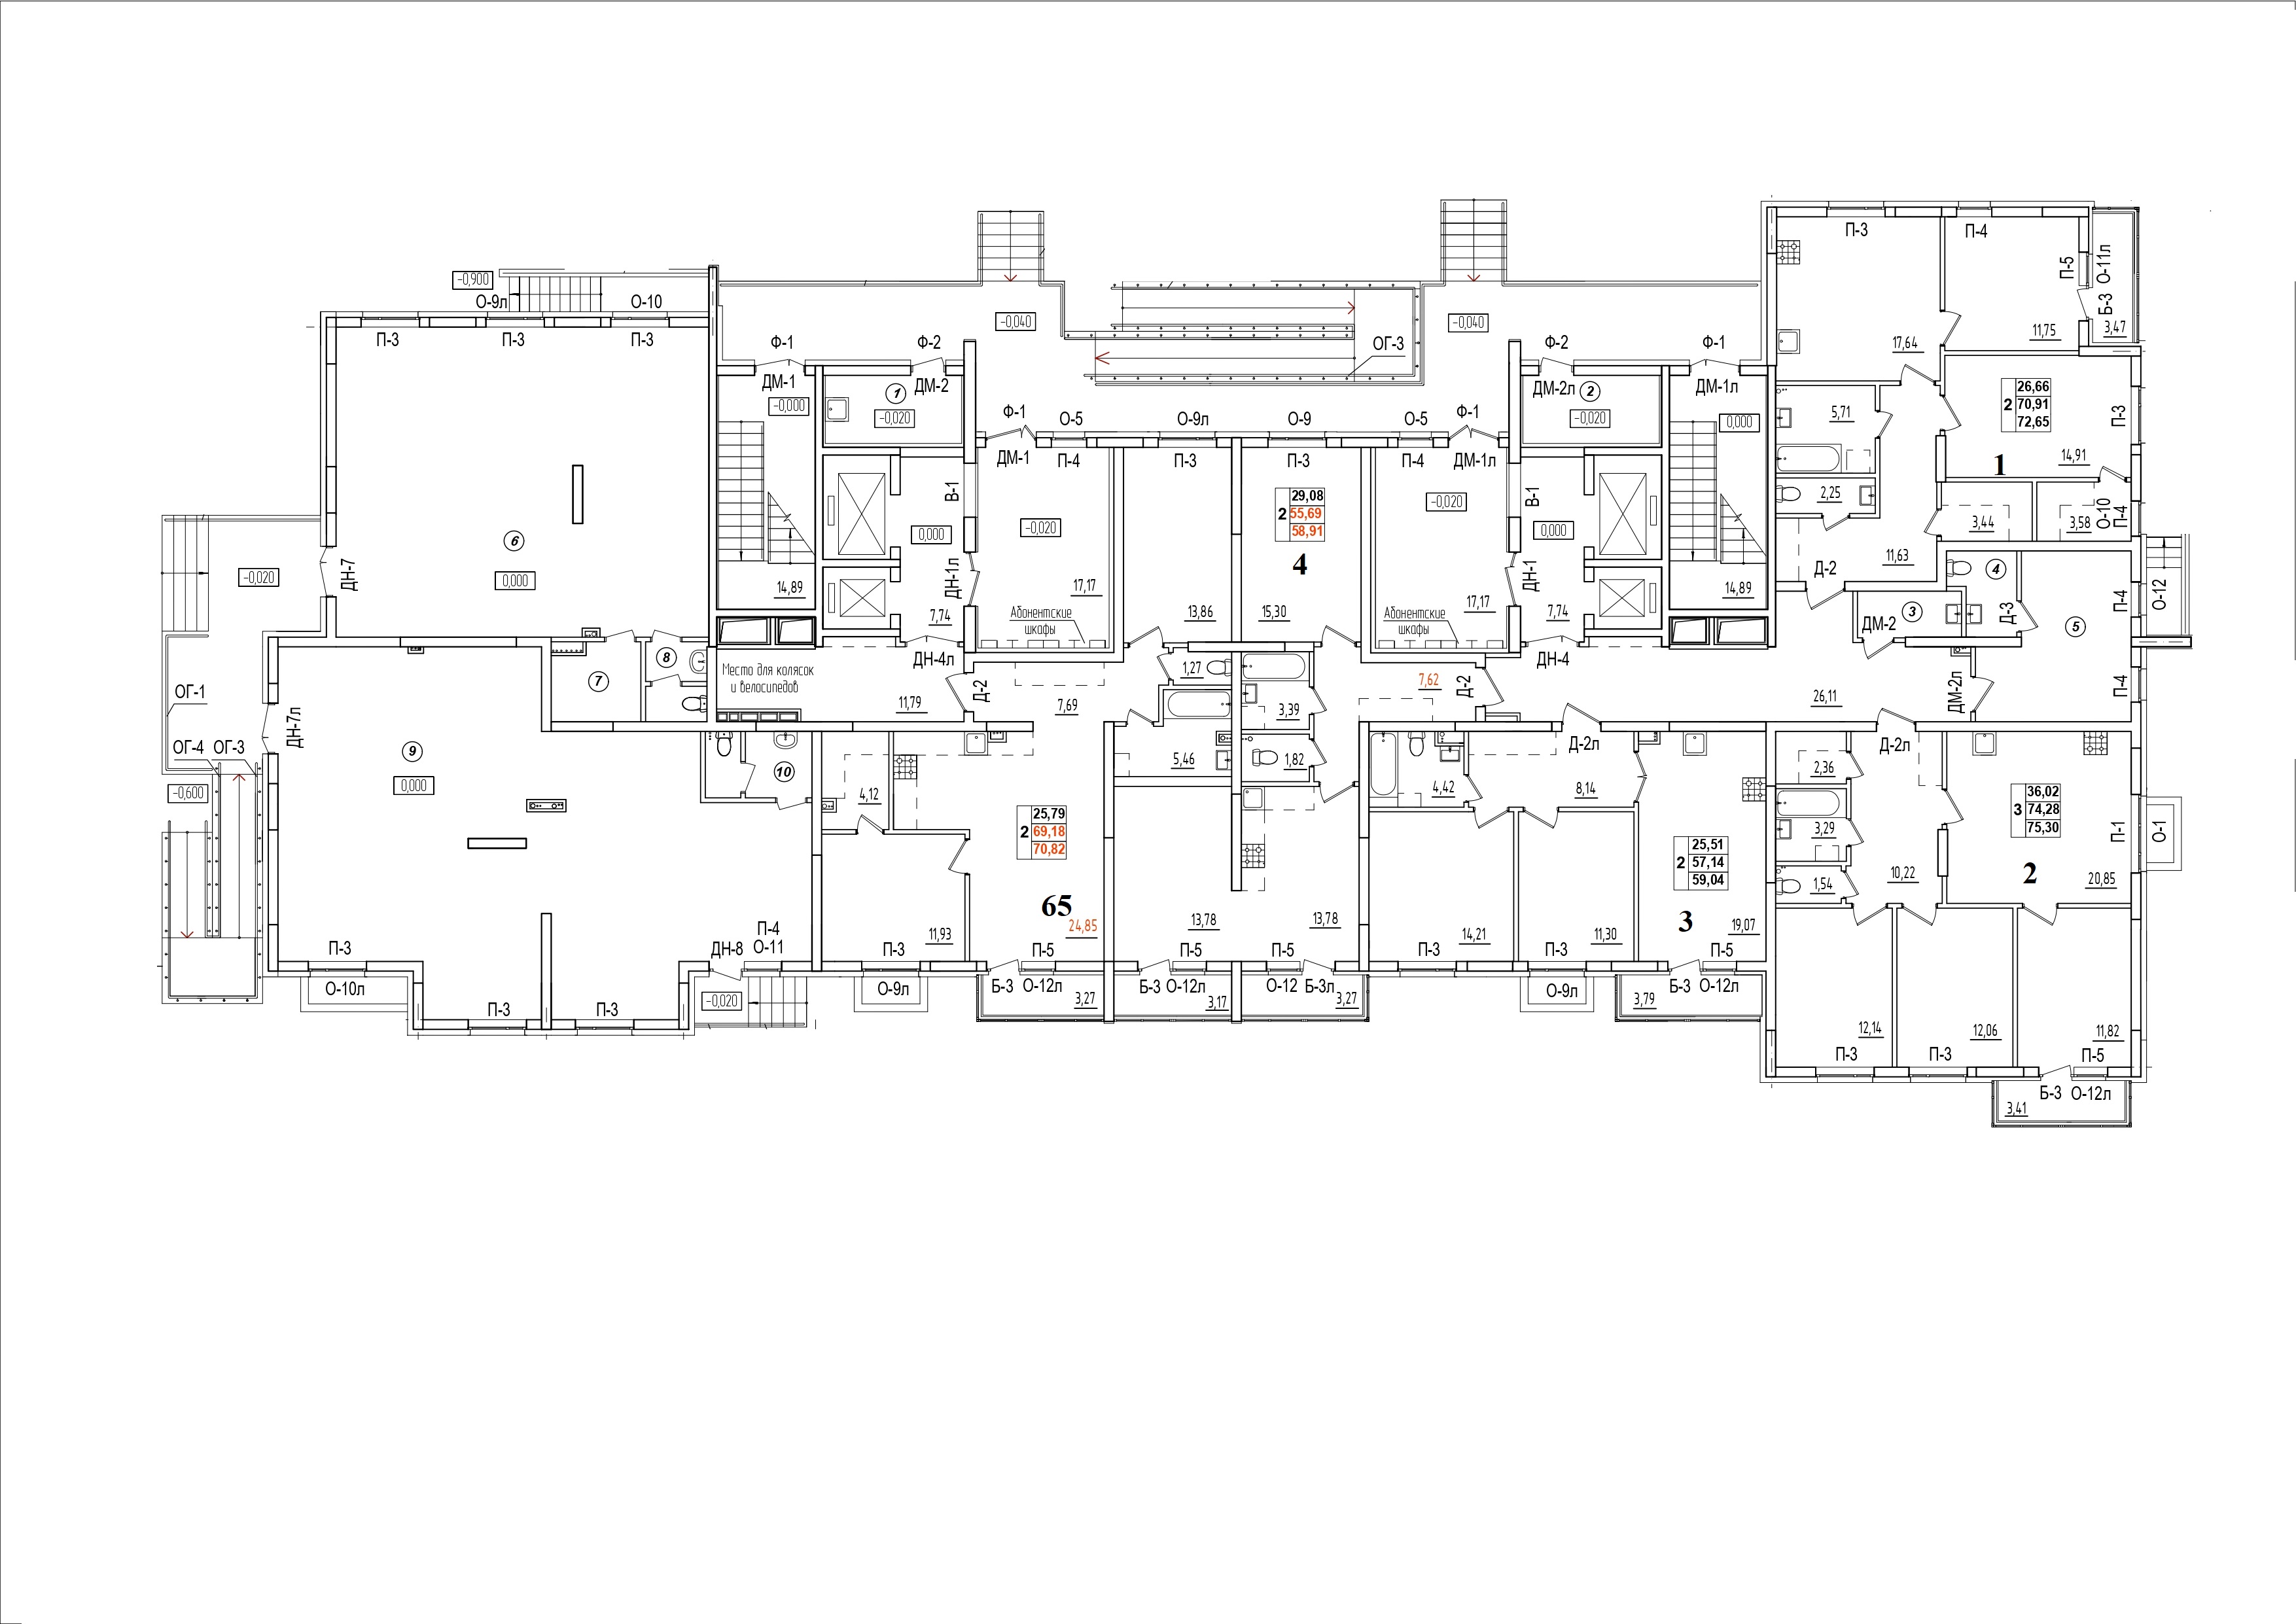 П-3
П-4
П-5
О-11л
Б-3
3,47
11,75
17,64
-0,900
О-9л
О-10
П-3
П-3
П-3
-0,040
-0,040
ОГ-3
Ф-1
Ф-2
Ф-2
Ф-1
ДМ-1
-0,000
1
ДМ-2
-0,020
ДМ-2л
2
-0,020
ДМ-1л
0,000
Ф-1
О-5
О-9л
О-9
О-5
Ф-1
ДМ-1
П-4
П-3
П-3
П-4
ДМ-1л
5,71
26,66
2
70,91
72,65
П-3
1
14,91
2,25
3,44
3,58
О-10
П-4
11,63
В-1
0,000
-0,020
29,08
2
55,69
58,91
4
-0,020
В-1
0,000
6
0,000
ДН-7
-0,020
14,89
7,74
ДН-1л
17,17
Абонентские
шкафы
13,86
15,30
17,17
Абонентские
шкафы
ДН-1
7,74
14,89
Д-2
4
3
ДМ-2
Д-3
П-4
5
О-12
7
8
Место для колясок
и велосипедов
ДН-4л
11,79
Д-2
7,69
1,27
3,39
7,62
Д-2
ДН-4
26,11
ДМ-2л
П-4
ОГ-1
ДН-7л
ОГ-4
ОГ-3
9
0,000
-0,600
10
4,12
5,46
1,82
4,42
Д-2л
8,14
Д-2л
2,36
3,29
1,54
10,22
36,02
3
74,28
75,30
П-1
О-1
2
20,85
25,79
2
69,18
70,82
65
24,85
11,93
П-3
13,78
13,78
14,21
11,30
25,51
2
57,14
59,04
3
19,07
П-3
П-4
ДН-8
О-11
П-5
П-5
П-5
П-3
П-3
П-5
О-10л
П-3
П-3
-0,020
О-9л
Б-3
О-12л
3,27
Б-3
О-12л
3,17
О-12
Б-3л
3,27
О-9л
3,79
Б-3
О-12л
12,14
12,06
11,82
П-3
П-3
П-5
Б-3
О-12л
3,41